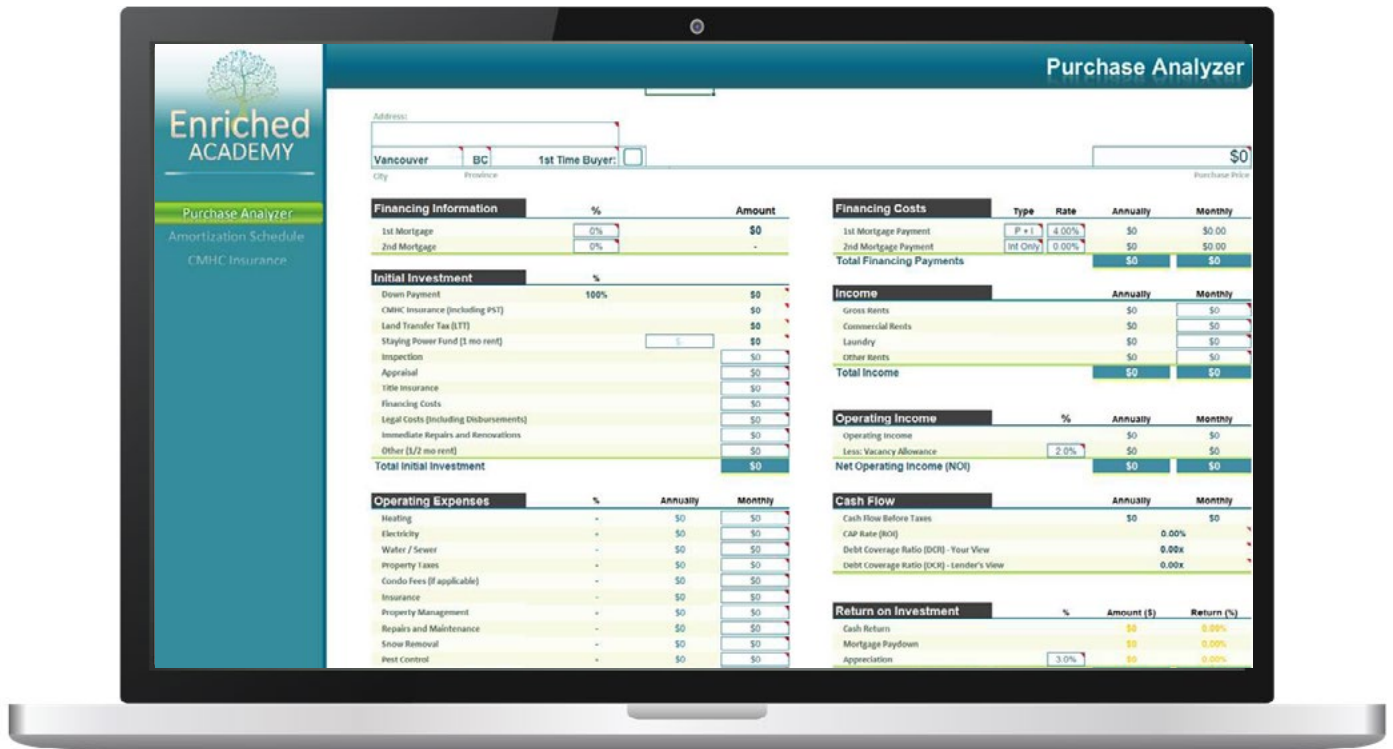 Purchase Analyzer
Enriched
ACADEMY
Purchase Analyzer
Amortization Schedule
CMHC Insurance
Address:
Vancouver BC 1st Time Buyer: $0
City Province Purchase Price
Financing Information % Amount
1st Mortgage 0% $0
2nd Mortgage 0% -
Initial Investment %
Down Payment 100% $0
CMHC Insurance (Including PST) $0
Land Transfer Tax (LTT) $0
Staying Power Fund (1 mo rent) $ $0
Inspection $0
Appraisal $0
Title Insurance $0
Financing Costs $0
Legal Costs (Including Disbursements) $0
Immediate Repairs and Renovations $0
Other (1/2 mo rent) $0
Total Initial Investment $0
Operating Expenses % Annually Monthly
Heating - $0 $0
Electricity - $0 $0
Water / Sewer - $0 $0
Property Taxes - $0 $0
Condo Fees (if applicable) - $0 $0
Insurance - $0 $0
Property Management - $0 $0
Repairs and Maintenance - $0 $0
Snow Removal - $0 $0
Pest Control - $0 $0
Financing Costs Type Rate Annually Monthly
1st Mortgage Payment P + I 4.00% $0 $0.00
2nd Mortgage Payment Int Only 0.00% $0 $0.00
Total Financing Payments $0 $0
Income Annually Monthly
Gross Rents $0 $0
Commercial Rents $0 $0
Laundry $0 $0
Other Rents $0 $0
Total Income $0 $0
Operating Income % Annually Monthly
Operating Income $0 $0
Less: Vacancy Allowance 2.0% $0 $0
Net Operating Income (NOI) $0 $0
Cash Flow Annually Monthly
Cash Flow Before Taxes $0 $0
CAP Rate (ROI) 0.00%
Debt Coverage Ratio (DCR) - Your View 0.00x
Debt Coverage Ratio (DCR) - Lender's View 0.00x
Return on Investment % Amount ($) Return (%)
Cash Return $0 0.00%
Mortgage Paydown $0 0.00%
Appreciation 3.0% $0 0.00%